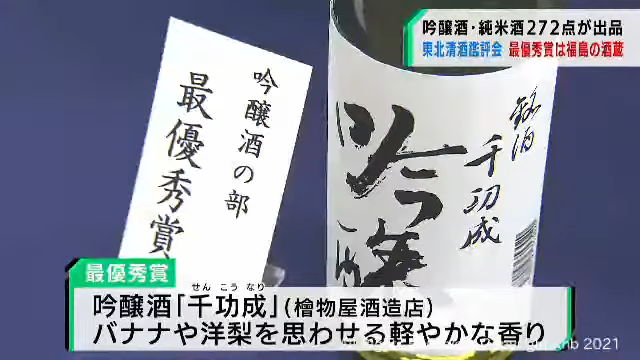 吟醸酒・純米酒272点が出品
東北清酒鑑評会 最優秀賞は福島の酒蔵
吟醸酒の部
最優秀賞
銘酒
千功成
吟醸
酒
最優秀賞
せん こう なり
吟醸酒「千功成」(檜物屋酒造店)
バナナや洋梨を思わせる軽やかな香り
khb 2021